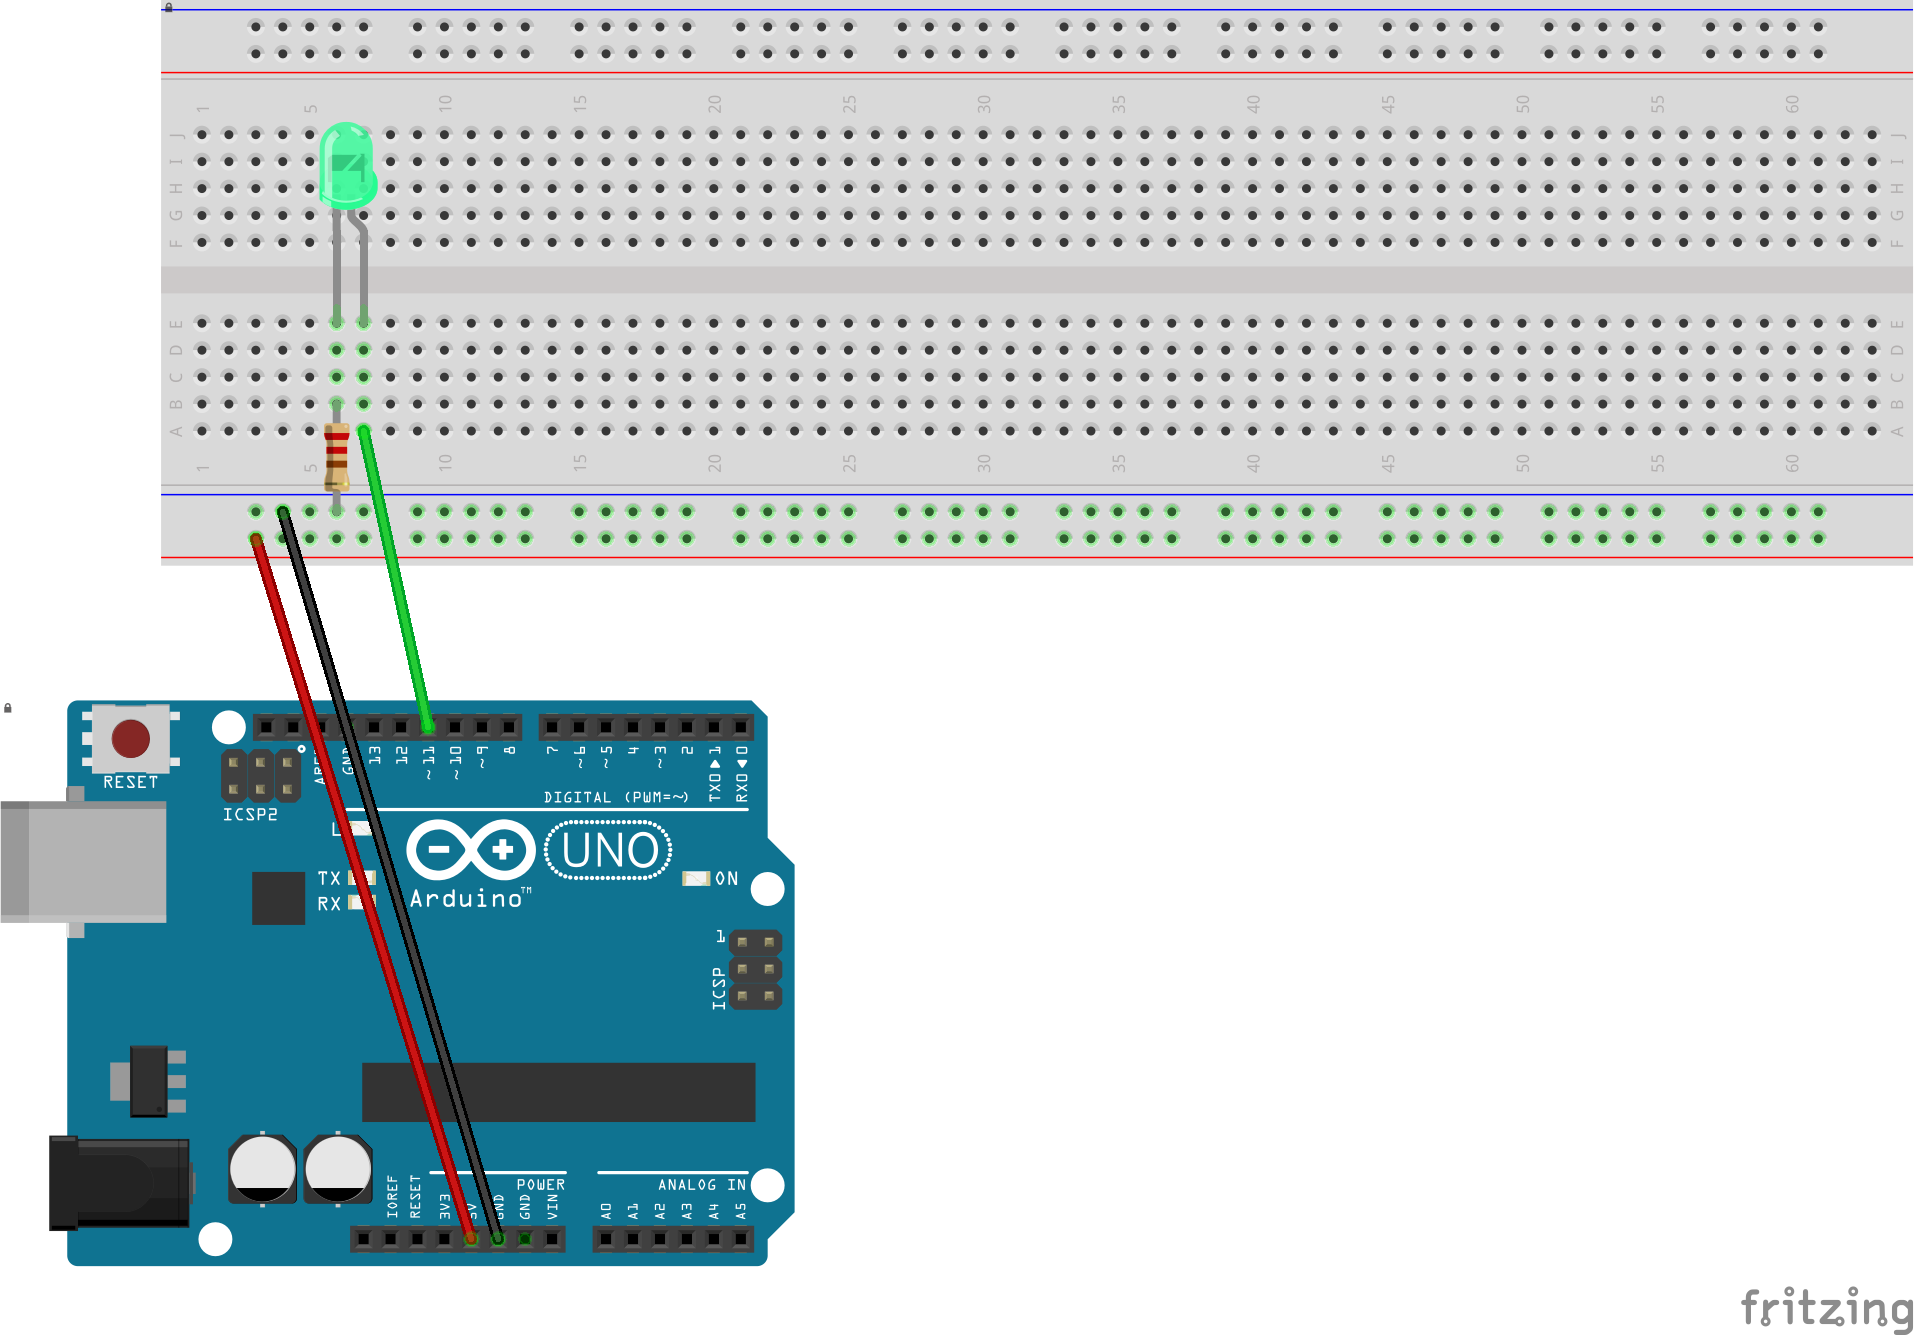 1 5 10 15 20 25 30 35 40 45 50 55 60
J J
I I
H H
G G
F F
E E
D D
C C
B B
A A
1 5 10 15 20 25 30 35 40 45 50 55 60
RESET
ICSP2
13 12 ~11 ~10 ~9 8 7 ~6 ~5 4 ~3 2 TX0▶1 RX0◀0
DIGITAL (PWM=~)
L
TX
RX
Arduino™
UNO
ON
1
ICSP
POWER
ANALOG IN
IOREF RESET 3V3 5V GND GND VIN A0 A1 A2 A3 A4 A5
fritzing